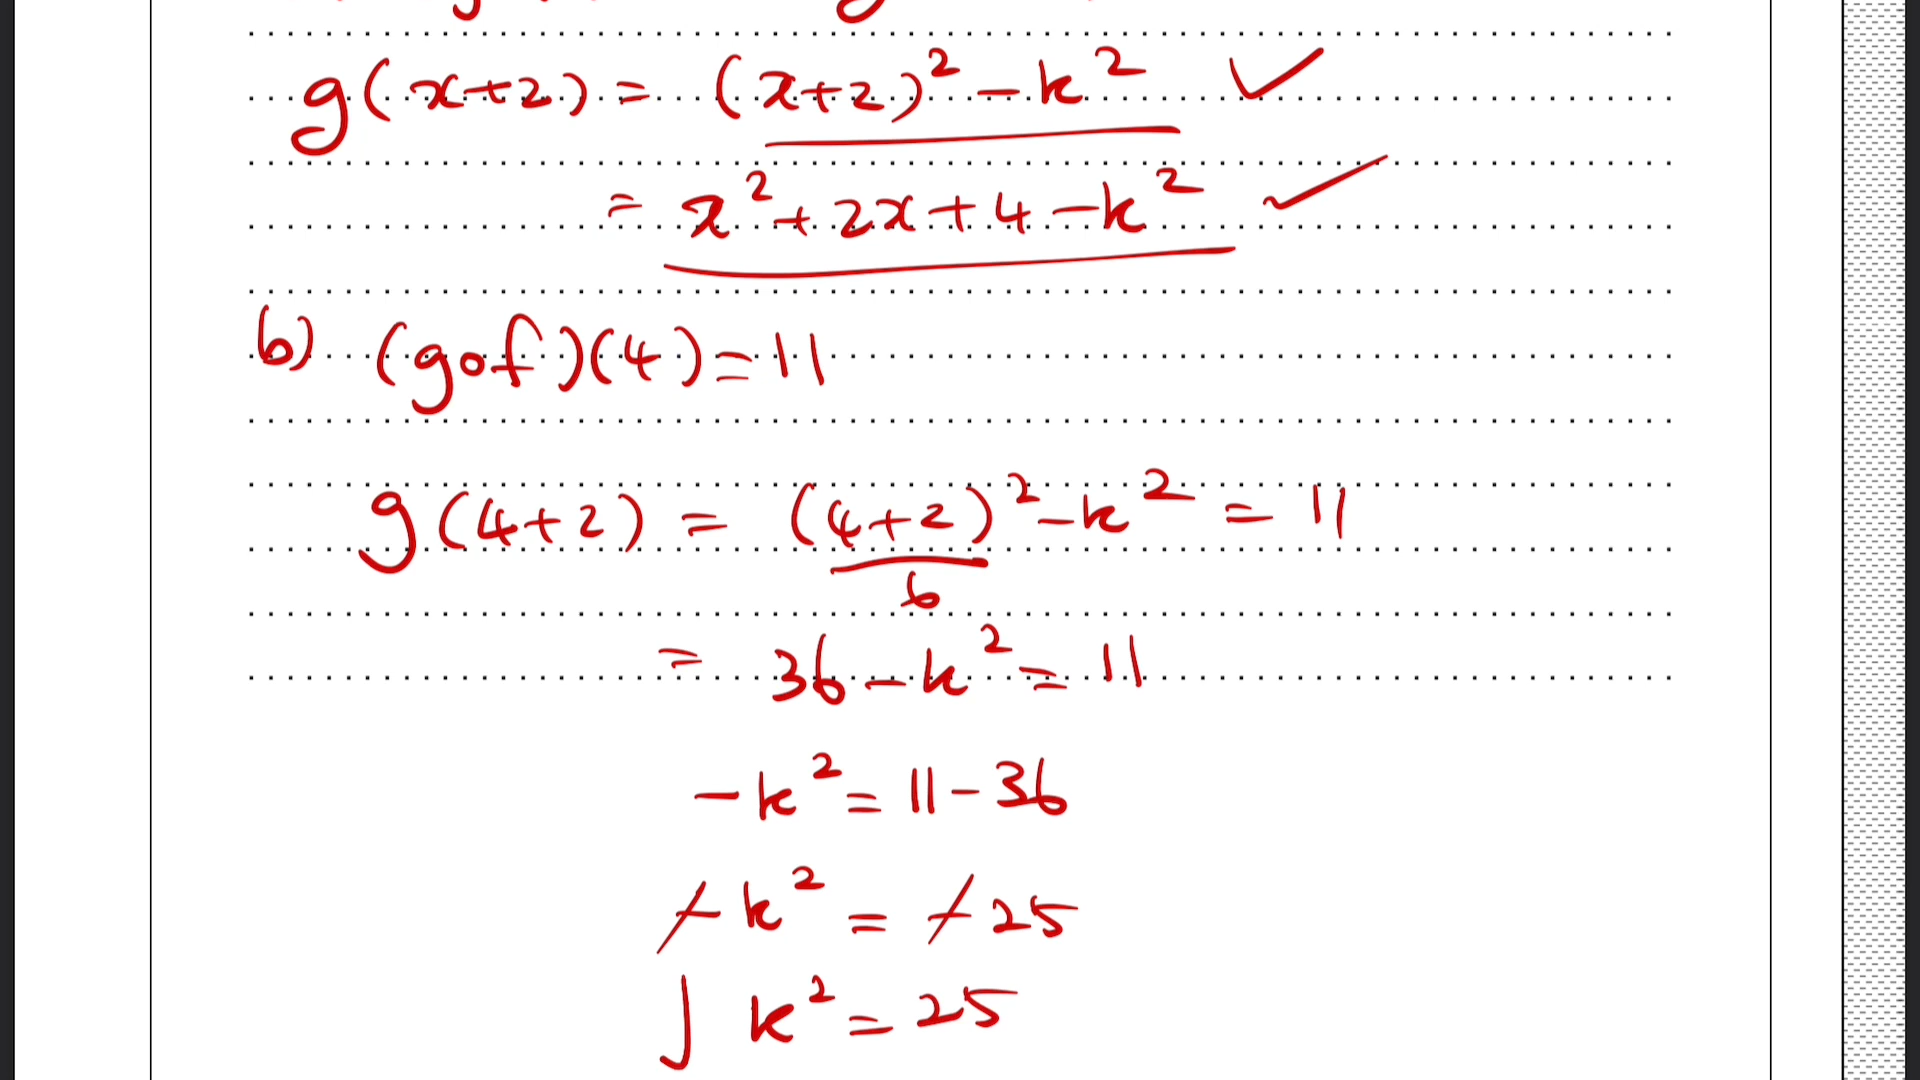 g(x+2) = (x+2)² - k² ✓
= x² + 2x + 4 - k² ✓
b) (gof)(4) = 11
g(4+2) = (4+2)² - k² = 11
6
= 36 - k² = 11
- k² = 11 - 36
- k² = - 25
k² = 25